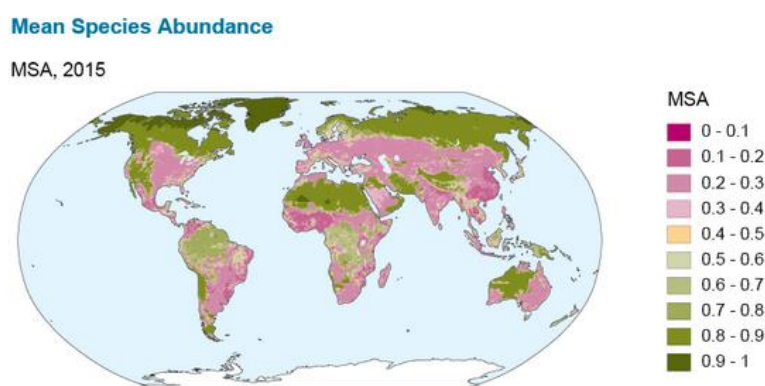 Mean Species Abundance
MSA, 2015
MSA
0 - 0.1
0.1 - 0.2
0.2 - 0.3
0.3 - 0.4
0.4 - 0.5
0.5 - 0.6
0.6 - 0.7
0.7 - 0.8
0.8 - 0.9
0.9 - 1